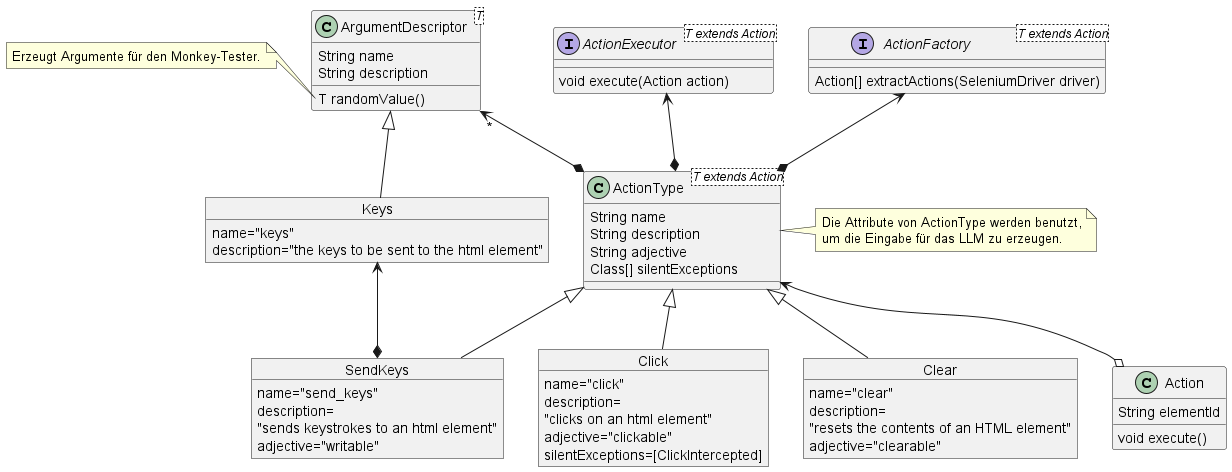 C ArgumentDescriptor T
String name
String description
T randomValue()
Erzeugt Argumente für den Monkey-Tester.
I ActionExecutor T extends Action
void execute(Action action)
I ActionFactory T extends Action
Action[] extractActions(SeleniumDriver driver)
*
C ActionType T extends Action
String name
String description
String adjective
Class[] silentExceptions
Die Attribute von ActionType werden benutzt,
um die Eingabe für das LLM zu erzeugen.
Keys
name="keys"
description="the keys to be sent to the html element"
SendKeys
name="send_keys"
description=
"sends keystrokes to an html element"
adjective="writable"
Click
name="click"
description=
"clicks on an html element"
adjective="clickable"
silentExceptions=[ClickIntercepted]
Clear
name="clear"
description=
"resets the contents of an HTML element"
adjective="clearable"
C Action
String elementId
void execute()